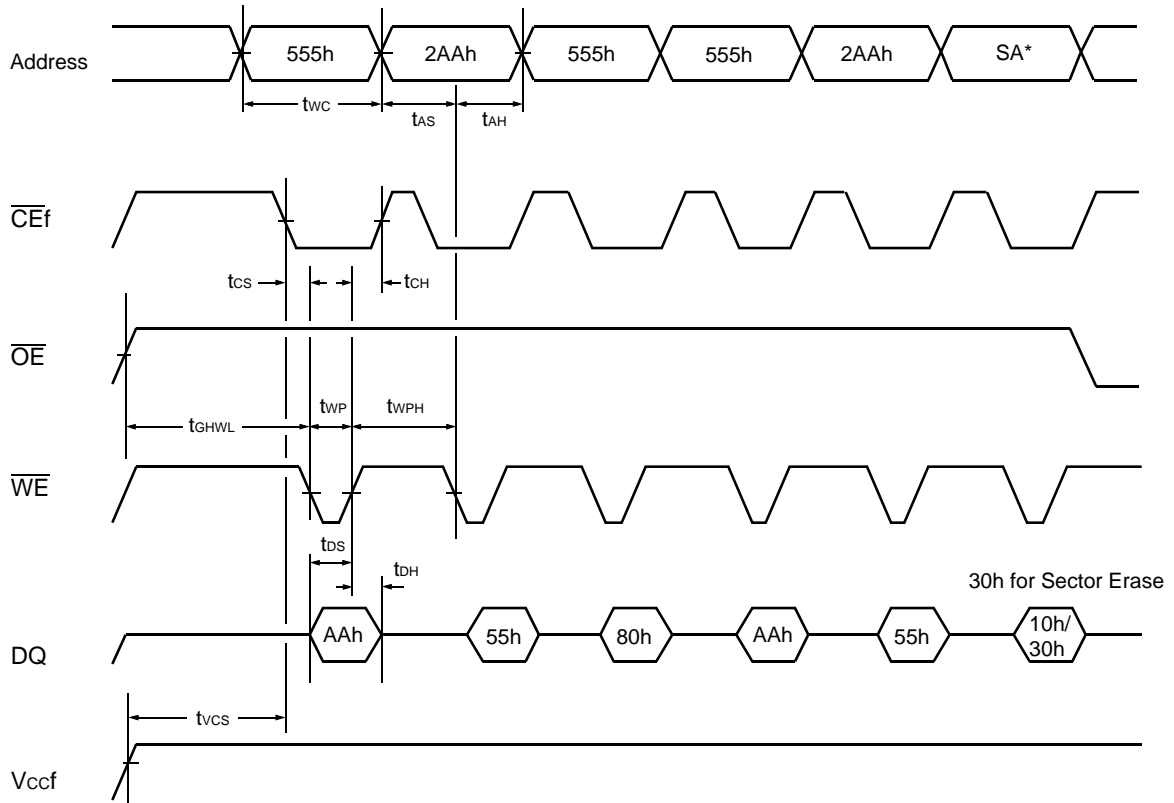 Address 555h 2AAh 555h 555h 2AAh SA*
tWC tAS tAH
CEf
tCS tCH
OE
tGHWL tWP tWPH
WE
tDS
tDH
30h for Sector Erase
DQ AAh 55h 80h AAh 55h 10h/
30h
tVCS
VCCf